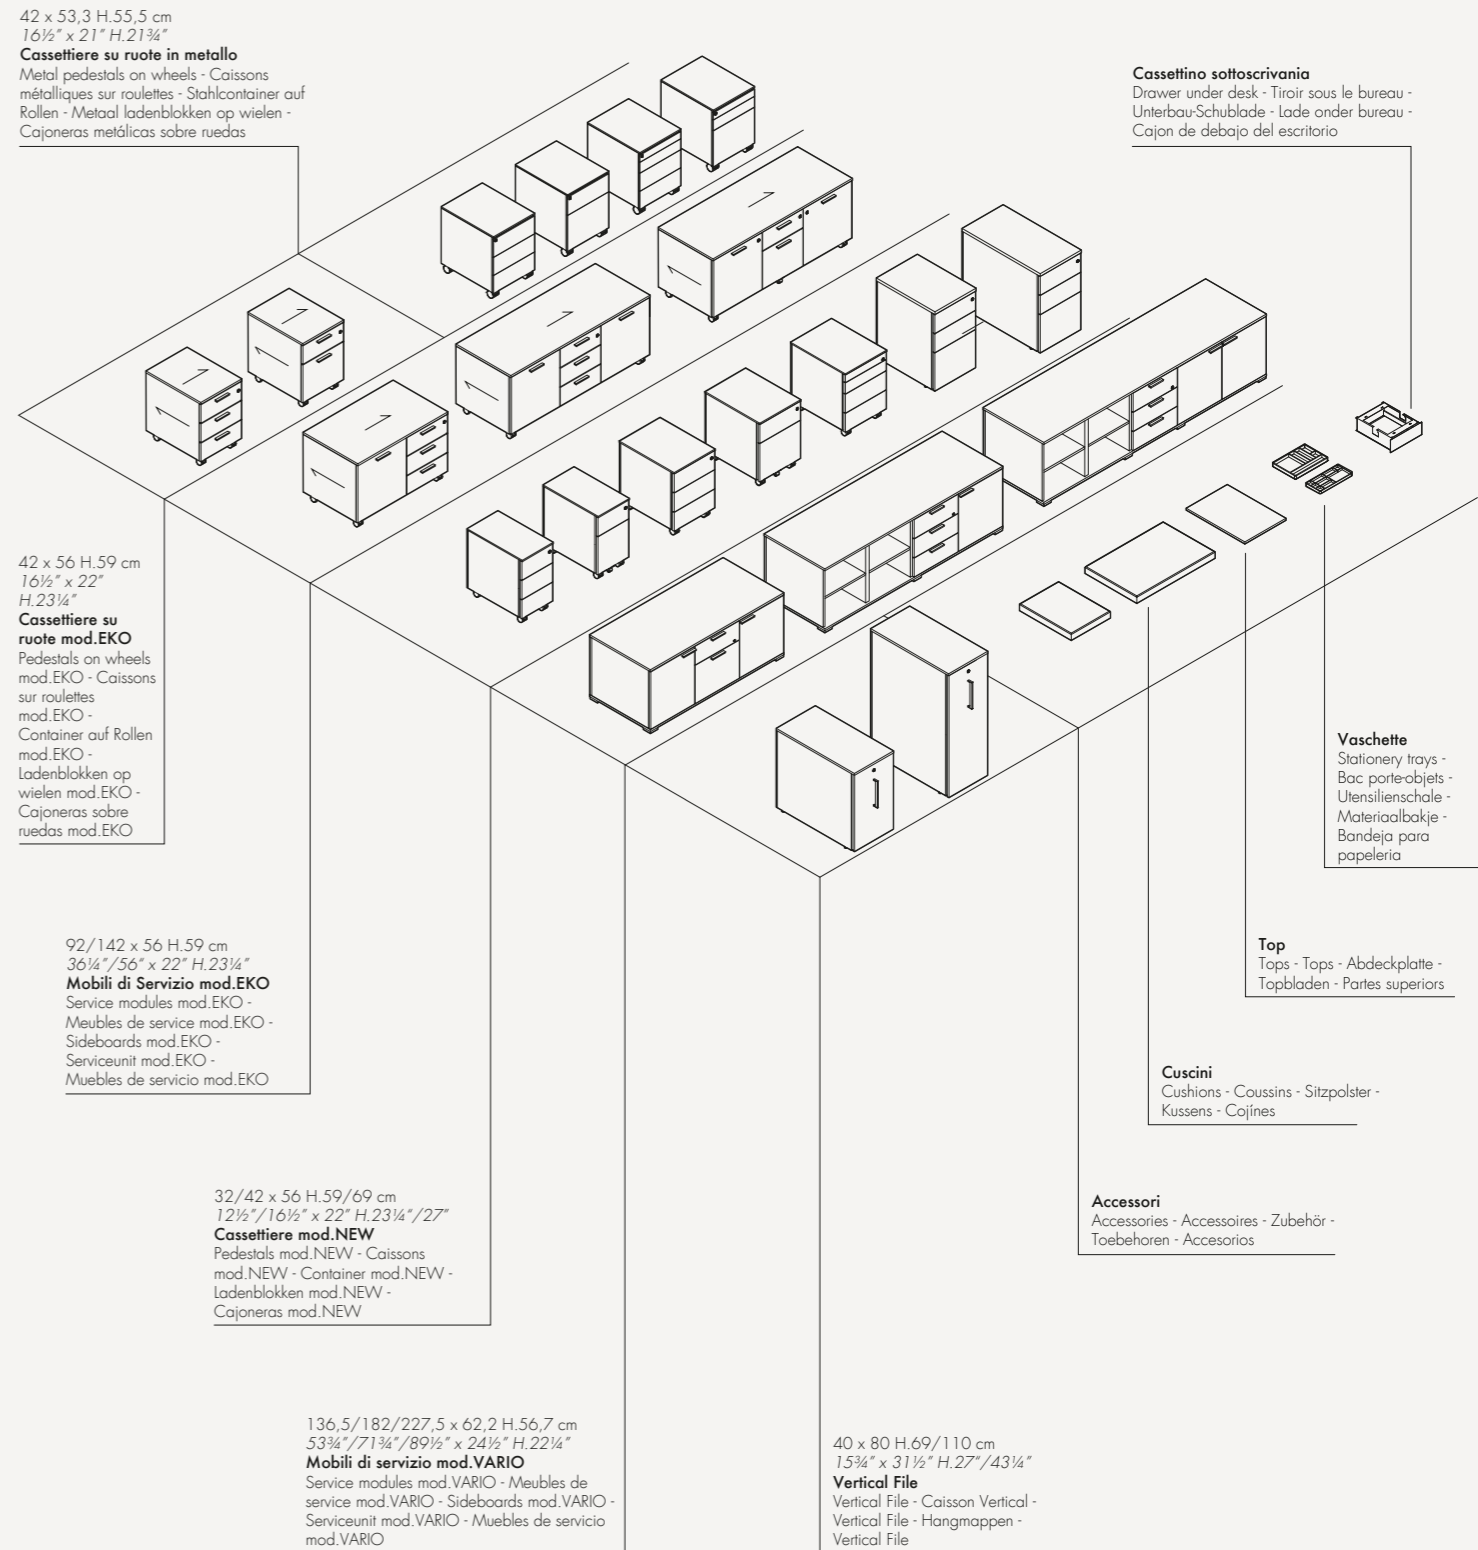 42 x 53,3 H.55,5 cm
16½” x 21” H.21¾”
Cassettiere su ruote in metallo
Metal pedestals on wheels - Caissons
métalliques sur roulettes - Stahlcontainer auf
Rollen - Metaal ladenblokken op wielen -
Cajoneras metálicas sobre ruedas
Cassettino sottoscrivania
Drawer under desk - Tiroir sous le bureau -
Unterbau-Schublade - Lade onder bureau -
Cajon de debajo del escritorio
42 x 56 H.59 cm
16½” x 22”
H.23¼”
Cassettiere su
ruote mod.EKO
Pedestals on wheels
mod.EKO - Caissons
sur roulettes
mod.EKO -
Container auf Rollen
mod.EKO -
Ladenblokken op
wielen mod.EKO -
Cajoneras sobre
ruedas mod.EKO
Vaschette
Stationery trays -
Bac porte-objets -
Utensilienschale -
Materiaalbakje -
Bandeja para
papeleria
92/142 x 56 H.59 cm
36¼”/56” x 22” H.23¼”
Mobili di Servizio mod.EKO
Service modules mod.EKO -
Meubles de service mod.EKO -
Sideboards mod.EKO -
Serviceunit mod.EKO -
Muebles de servicio mod.EKO
Top
Tops - Tops - Abdeckplatte -
Topbladen - Partes superiors
Cuscini
Cushions - Coussins - Sitzpolster -
Kussens - Cojínes
32/42 x 56 H.59/69 cm
12½”/16½” x 22” H.23¼”/27”
Cassettiere mod.NEW
Pedestals mod.NEW - Caissons
mod.NEW - Container mod.NEW -
Ladenblokken mod.NEW -
Cajoneras mod.NEW
Accessori
Accessories - Accessoires - Zubehör -
Toebehoren - Accesorios
136,5/182/227,5 x 62,2 H.56,7 cm
53¾”/71¾”/89½” x 24½” H.22¼”
Mobili di servizio mod.VARIO
Service modules mod.VARIO - Meubles de
service mod.VARIO - Sideboards mod.VARIO -
Serviceunit mod.VARIO - Muebles de servicio
mod.VARIO
40 x 80 H.69/110 cm
15¾” x 31½” H.27”/43¼”
Vertical File
Vertical File - Caisson Vertical -
Vertical File - Hangmappen -
Vertical File